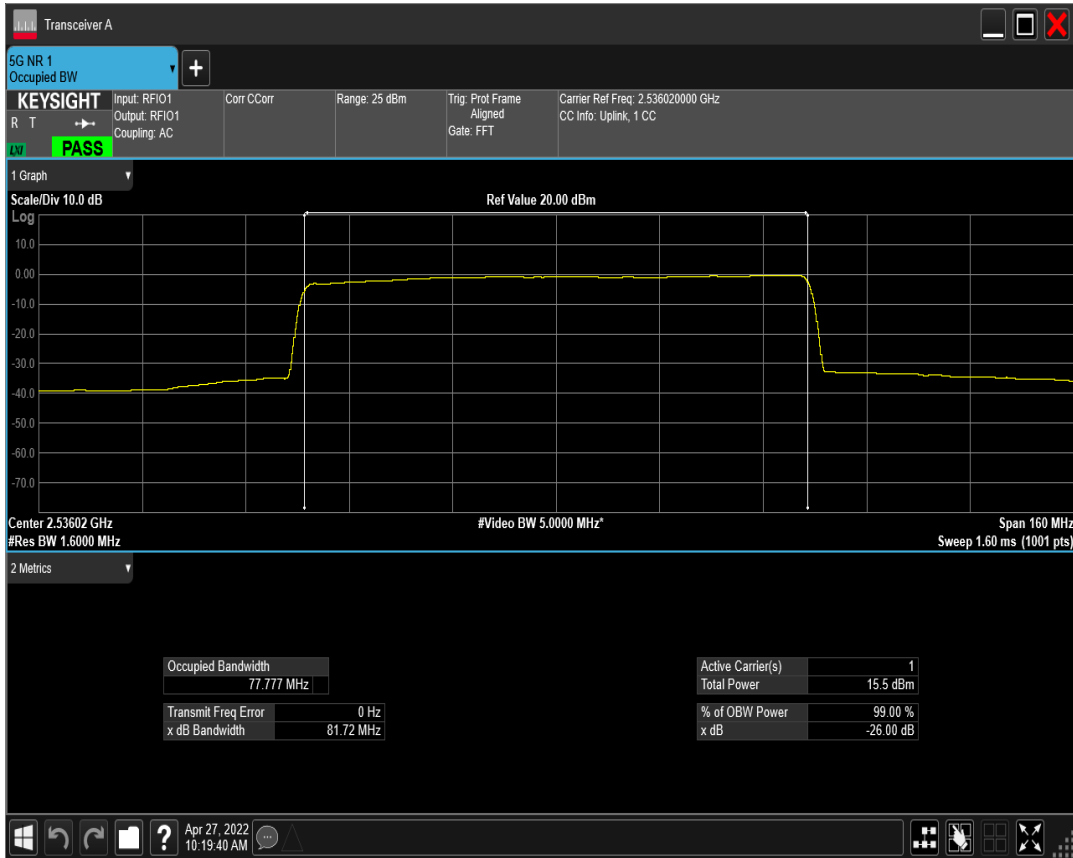 Transceiver A
5G NR 1
Occupied BW
+
KEYSIGHT
R T
LXI
PASS
Input: RFIO1
Output: RFIO1
Coupling: AC
Corr CCorr
Range: 25 dBm
Trig: Prot Frame
Aligned
Gate: FFT
Carrier Ref Freq: 2.536020000 GHz
CC Info: Uplink, 1 CC
1 Graph
Scale/Div 10.0 dB
Ref Value 20.00 dBm
Log
10.0
0.00
-10.0
-20.0
-30.0
-40.0
-50.0
-60.0
-70.0
Center 2.53602 GHz
#Video BW 5.0000 MHz*
Span 160 MHz
#Res BW 1.6000 MHz
Sweep 1.60 ms (1001 pts)
2 Metrics
Occupied Bandwidth
77.777 MHz
Transmit Freq Error 0 Hz
x dB Bandwidth 81.72 MHz
Active Carrier(s) 1
Total Power 15.5 dBm
% of OBW Power 99.00 %
x dB -26.00 dB
?
Apr 27, 2022
10:19:40 AM